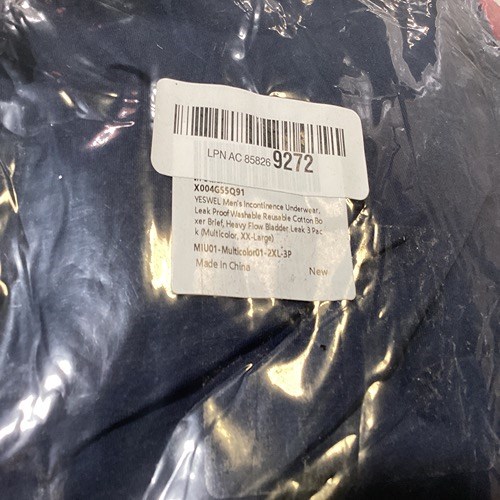 LPN AC 85826 9272
X004G55Q91
YESWEL Men's Incontinence Underwear,
Leak Proof Washable Reusable Cotton Bo
xer Brief, Heavy Flow Bladder Leak 3 Pac
k (Multicolor, XX-Large)
MIU01-Multicolor01-2XL-3P
Made in China New